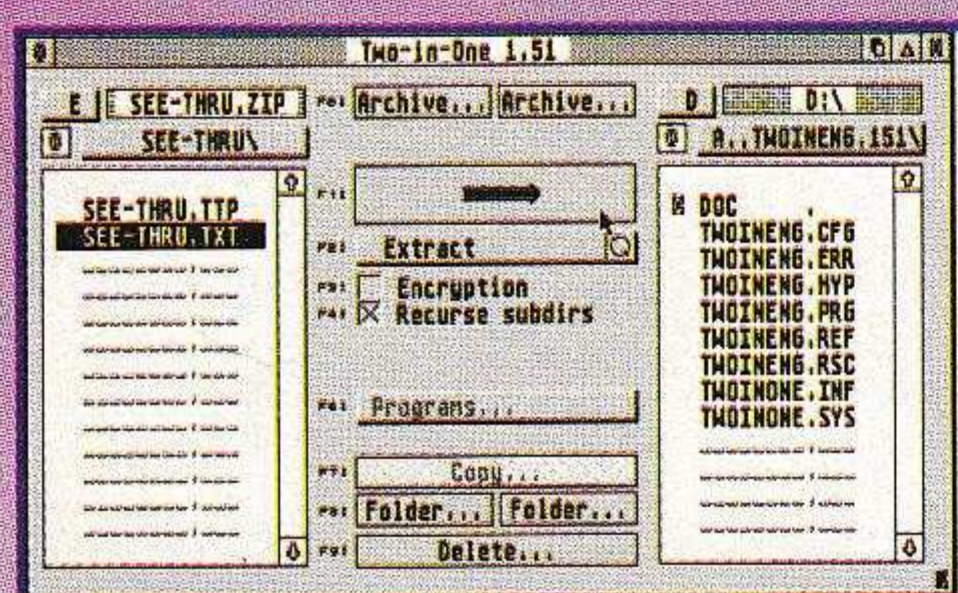 Two-in-One 1.51
E SEE-THRU.ZIP F0: Archive... Archive... D D:\
SEE-THRU\ A..TWOINENG.151\
SEE-THRU.TTP
SEE-THRU.TXT
F1:
F2: Extract
F3: Encryption
F4: Recurse subdirs
F6: Programs...
F7: Copy...
F8: Folder... Folder...
F9: Delete...
DOC .
TWOINENG.CFG
TWOINENG.ERR
TWOINENG.HYP
TWOINENG.PRG
TWOINENG.REF
TWOINENG.RSC
TWOINONE.INF
TWOINONE.SYS